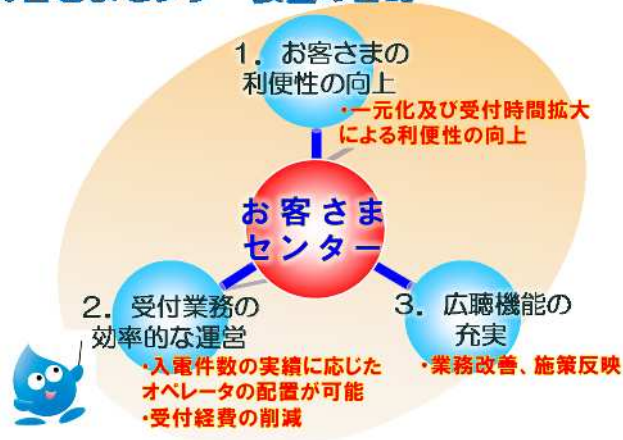 1. お客さまの
利便性の向上
・一元化及び受付時間拡大
による利便性の向上
お客さま
センター
2. 受付業務の
効率的な運営
・入電件数の実績に応じた
オペレータの配置が可能
・受付経費の削減
3. 広聴機能の
充実
・業務改善、施策反映